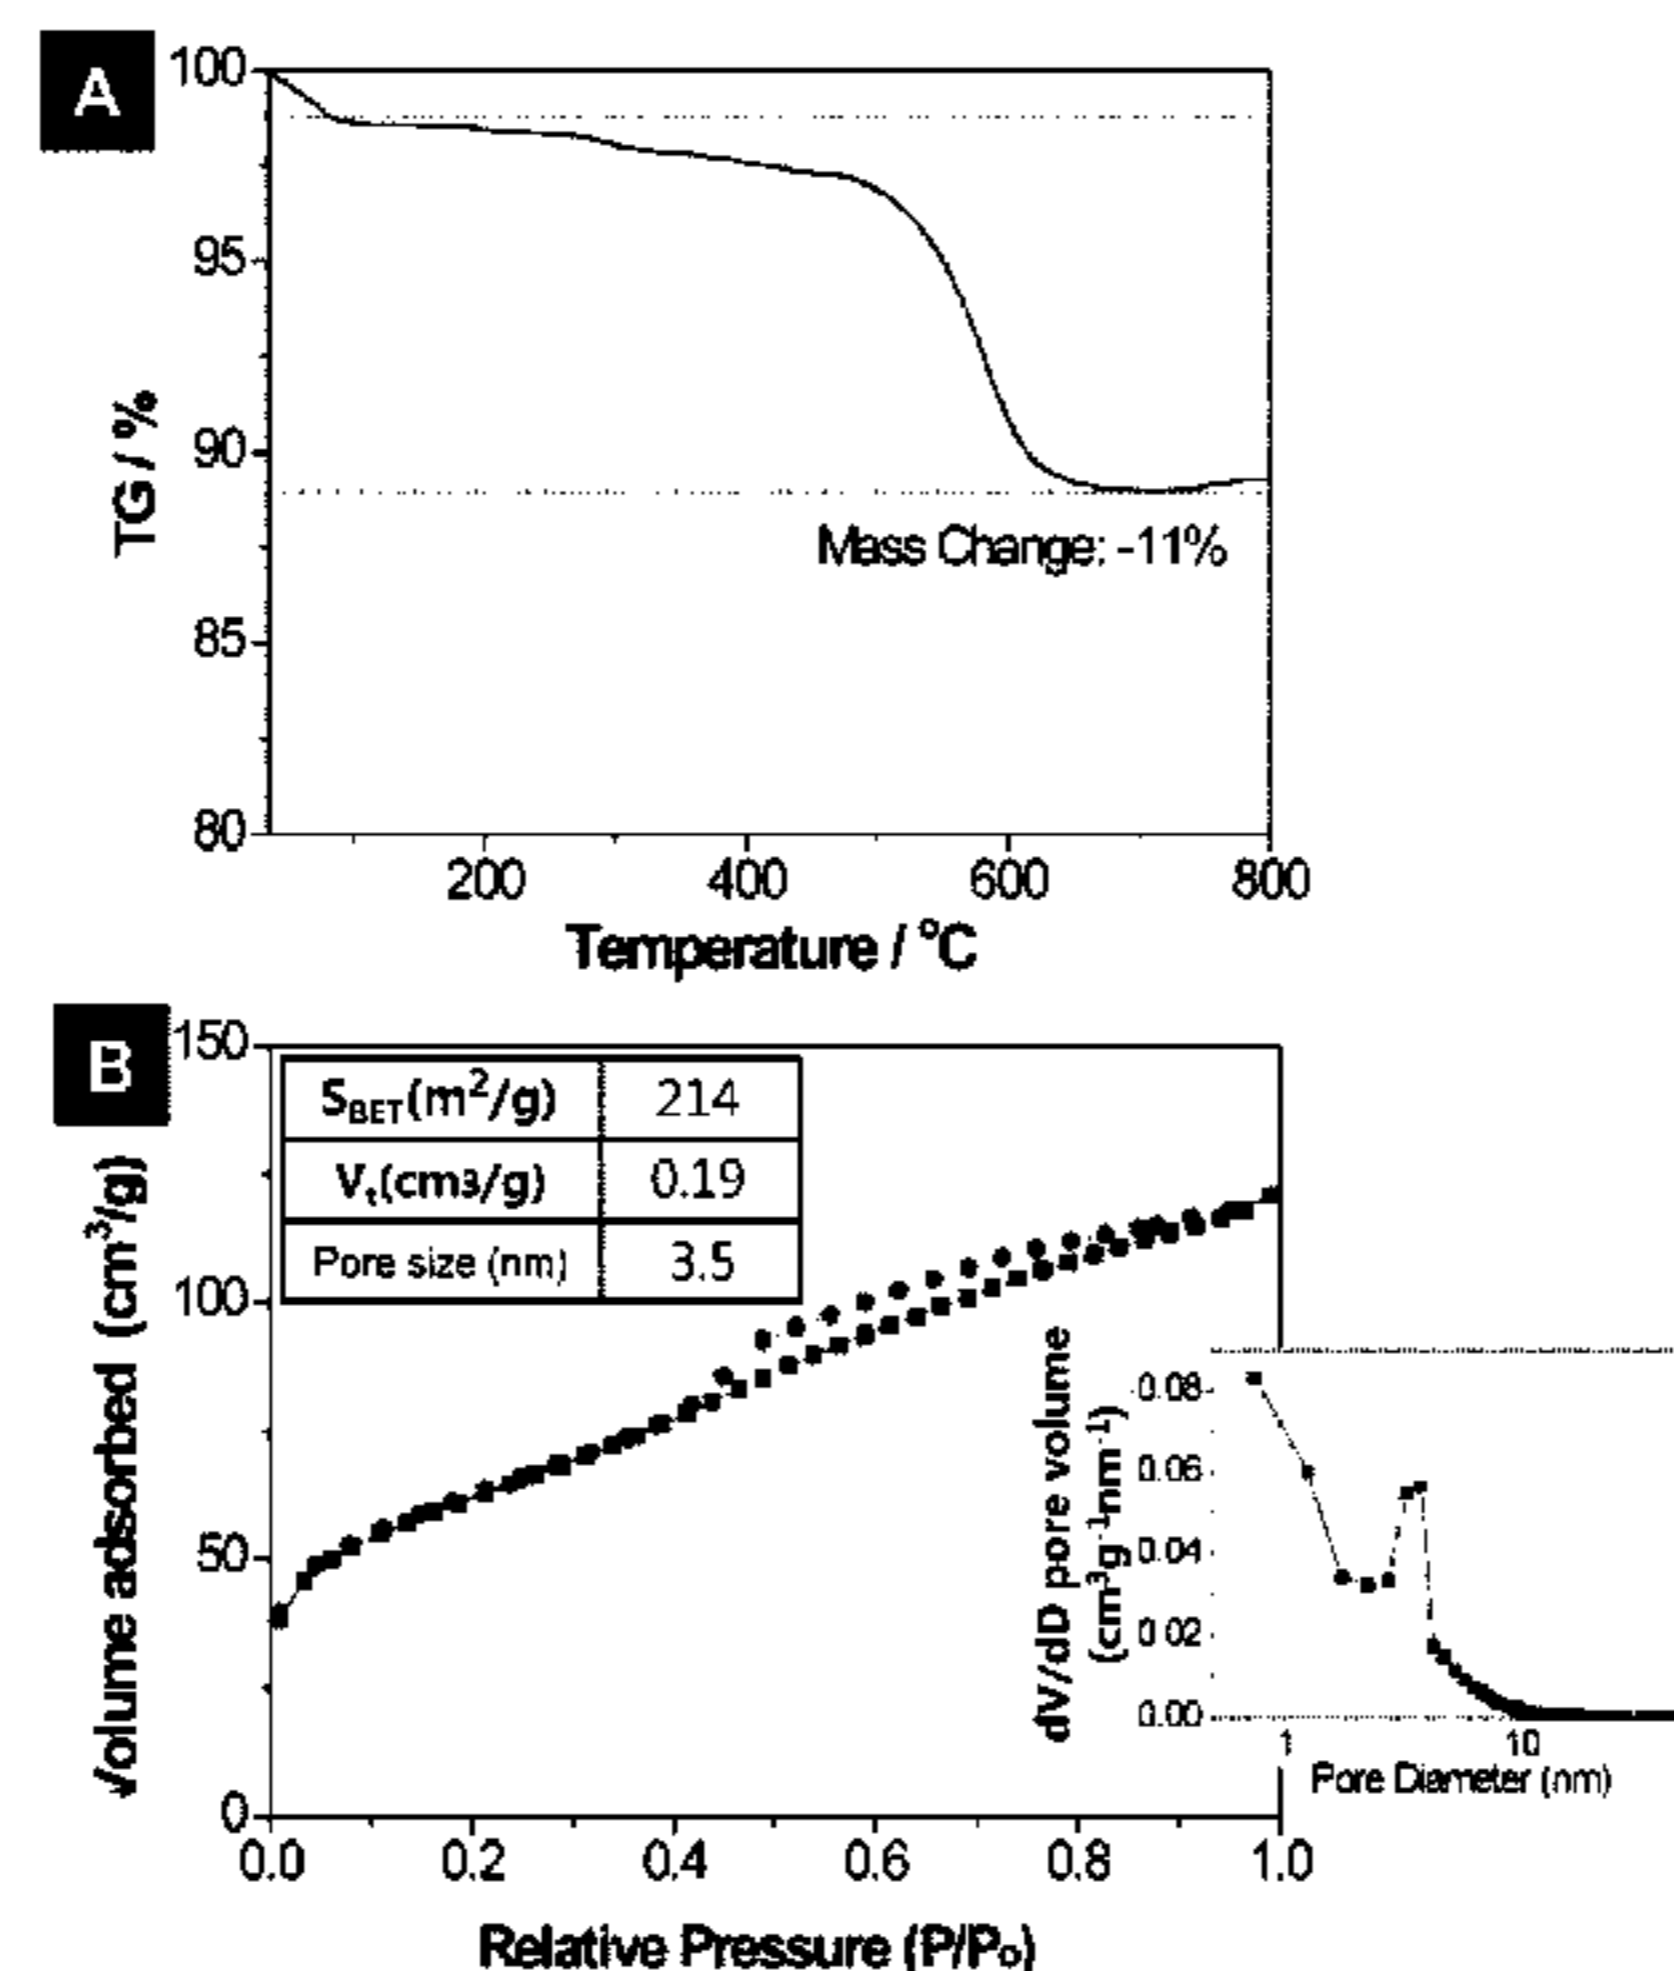 A
100
95
90
85
80
TG / %
Mass Change: -11%
200 400 600 800
Temperature / °C
B
150
100
50
0
Volume adsorbed (cm³/g)
S_BET(m²/g) 214
Vₜ(cm3/g) 0.19
Pore size (nm) 3.5
dV/dD pore volume
(cm³g⁻¹nm⁻¹)
0.08
0.06
0.04
0.02
0.00
1 10
Pore Diameter (nm)
0.0 0.2 0.4 0.6 0.8 1.0
Relative Pressure (P/P₀)